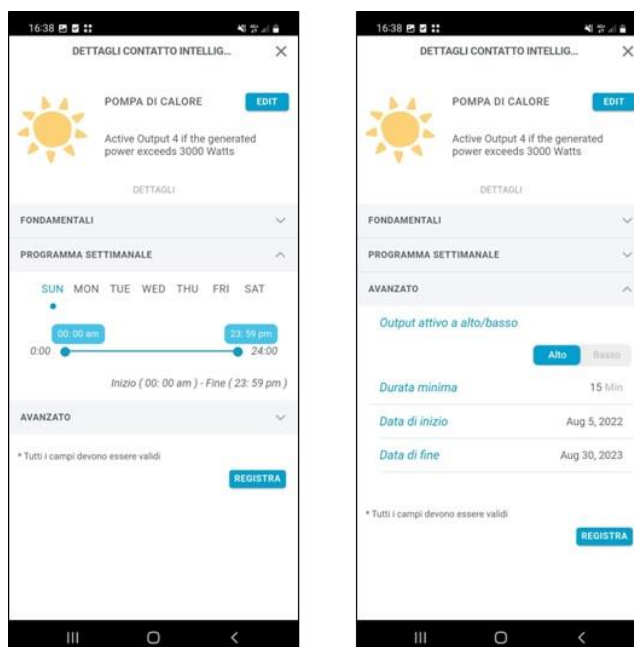 16:38
DETTAGLI CONTATTO INTELLIG...
POMPA DI CALORE
EDIT
Active Output 4 if the generated
power exceeds 3000 Watts
DETTAGLI
FONDAMENTALI
PROGRAMMA SETTIMANALE
SUN MON TUE WED THU FRI SAT
00: 00 am 23: 59 pm
0:00 24:00
Inizio ( 00: 00 am ) - Fine ( 23: 59 pm )
AVANZATO
* Tutti i campi devono essere validi
REGISTRA
16:38
DETTAGLI CONTATTO INTELLIG...
POMPA DI CALORE
EDIT
Active Output 4 if the generated
power exceeds 3000 Watts
DETTAGLI
FONDAMENTALI
PROGRAMMA SETTIMANALE
AVANZATO
Output attivo a alto/basso
Alto Basso
Durata minima 15 Min
Data di inizio Aug 5, 2022
Data di fine Aug 30, 2023
* Tutti i campi devono essere validi
REGISTRA